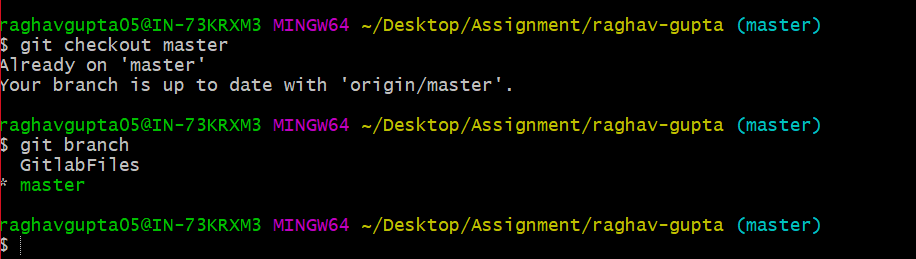 raghavgupta05@IN-73KRXM3 MINGW64 ~/Desktop/Assignment/raghav-gupta (master)
$ git checkout master
Already on 'master'
Your branch is up to date with 'origin/master'.
raghavgupta05@IN-73KRXM3 MINGW64 ~/Desktop/Assignment/raghav-gupta (master)
$ git branch
  GitlabFiles
* master
raghavgupta05@IN-73KRXM3 MINGW64 ~/Desktop/Assignment/raghav-gupta (master)
$